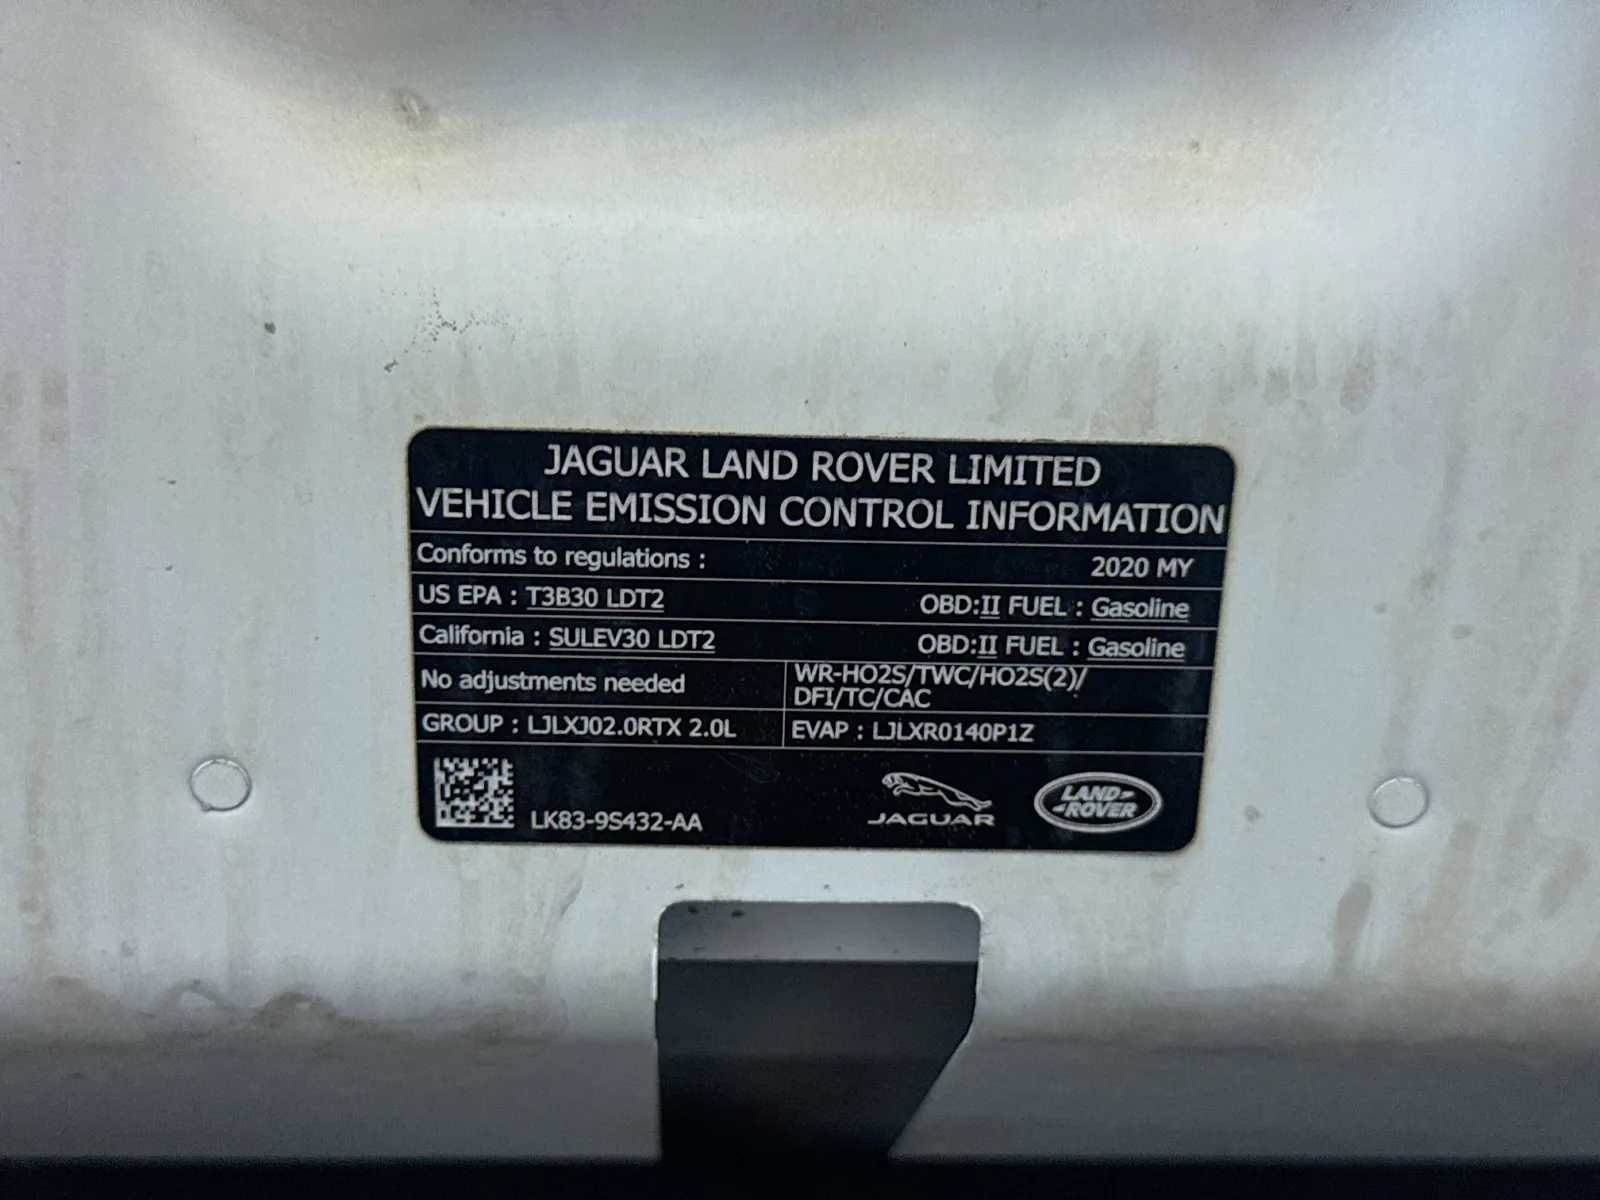 JAGUAR LAND ROVER LIMITED
VEHICLE EMISSION CONTROL INFORMATION
Conforms to regulations : 2020 MY
US EPA : T3B30 LDT2 OBD:II FUEL : Gasoline
California : SULEV30 LDT2 OBD:II FUEL : Gasoline
No adjustments needed
WR-HO2S/TWC/HO2S(2)/
DFI/TC/CAC
GROUP : LJLXJ02.0RTX 2.0L
EVAP : LJLXR0140P1Z
LK83-9S432-AA
JAGUAR
LAND-
-ROVER